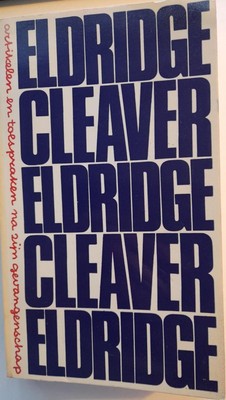 ELDRIDGE
CLEAVER
ELDRIDGE
CLEAVER
ELDRIDGE
artikelen en toespraken na zijn gevangenschap